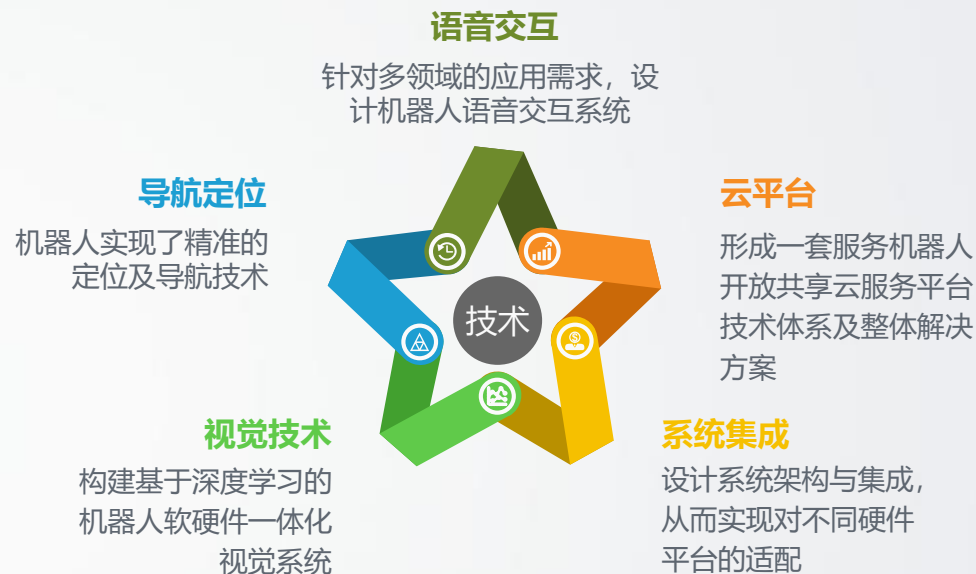 语音交互
针对多领域的应用需求，设
计机器人语音交互系统
导航定位
机器人实现了精准的
定位及导航技术
云平台
形成一套服务机器人
开放共享云服务平台
技术体系及整体解决
方案
技术
视觉技术
构建基于深度学习的
机器人软硬件一体化
视觉系统
系统集成
设计系统架构与集成，
从而实现对不同硬件
平台的适配